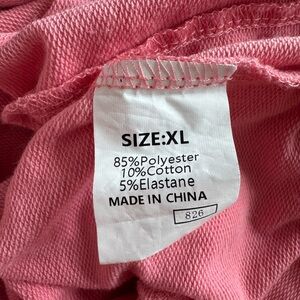 SIZE:XL
85%Polyester
10%Cotton
5%Elastane
MADE IN CHINA
826